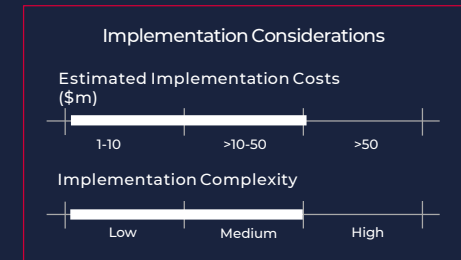 Implementation Considerations
Estimated Implementation Costs
($m)
1-10 >10-50 >50
Implementation Complexity
Low Medium High